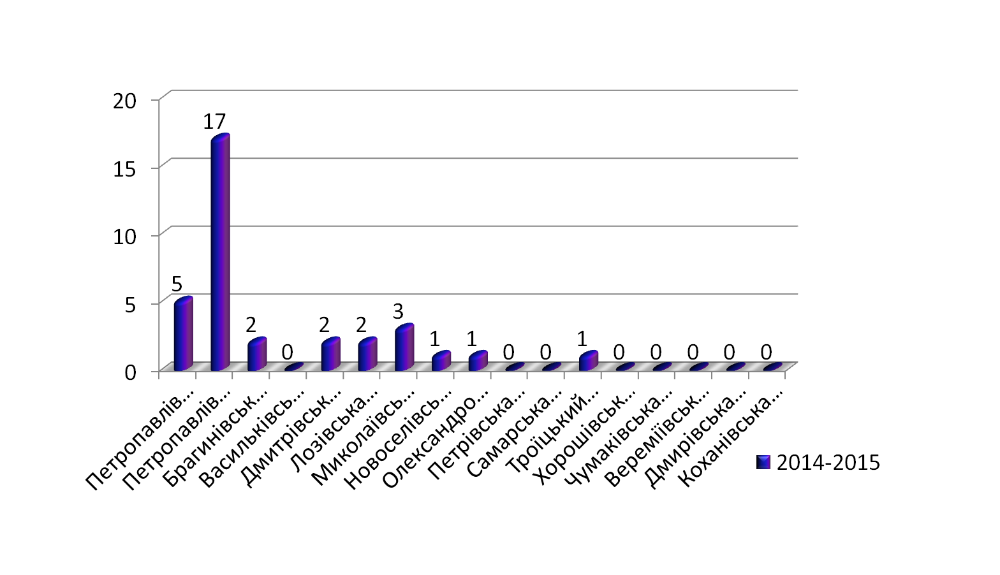 20
15
10
5
0
5
17
2
0
2
2
3
1
1
0
0
1
0
0
0
0
0
Петропавлів...
Петропавлів...
Брагинівськ...
Васильківсь...
Дмитрівськ...
Лозівська...
Миколаївсь...
Новоселівсь...
Олександро...
Петрівська...
Самарська...
Троїцький...
Хорошівськ...
Чумаківська...
Вереміївськ...
Дмирівська...
Коханівська...
2014-2015